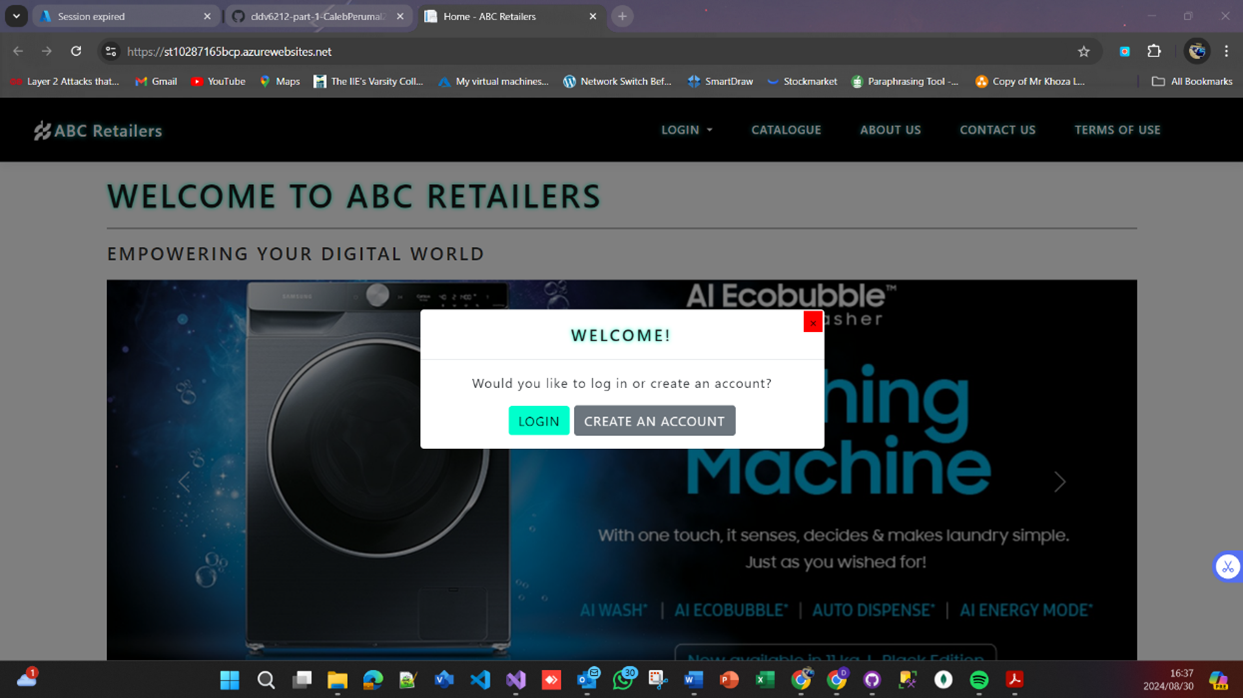 Session expired
cldv6212-part-1-CalebPerumal
Home - ABC Retailers
https://st10287165bcp.azurewebsites.net
Layer 2 Attacks that...
Gmail
YouTube
Maps
The IIE's Varsity Coll...
My virtual machines...
Network Switch Bef...
SmartDraw
Stockmarket
Paraphrasing Tool -...
Copy of Mr Khoza L...
All Bookmarks
ABC Retailers
LOGIN
CATALOGUE
ABOUT US
CONTACT US
TERMS OF USE
WELCOME TO ABC RETAILERS
EMPOWERING YOUR DIGITAL WORLD
SAMSUNG
AI Ecobubble™
asher
WELCOME!
×
Would you like to log in or create an account?
LOGIN
CREATE AN ACCOUNT
hing
Machine
With one touch, it senses, decides & makes laundry simple.
Just as you wished for!
AI WASH* | AI ECOBUBBLE* | AUTO DISPENSE* | AI ENERGY MODE*
Now available in 11 kg | Black Edition
1
30
16:37
2024/08/30